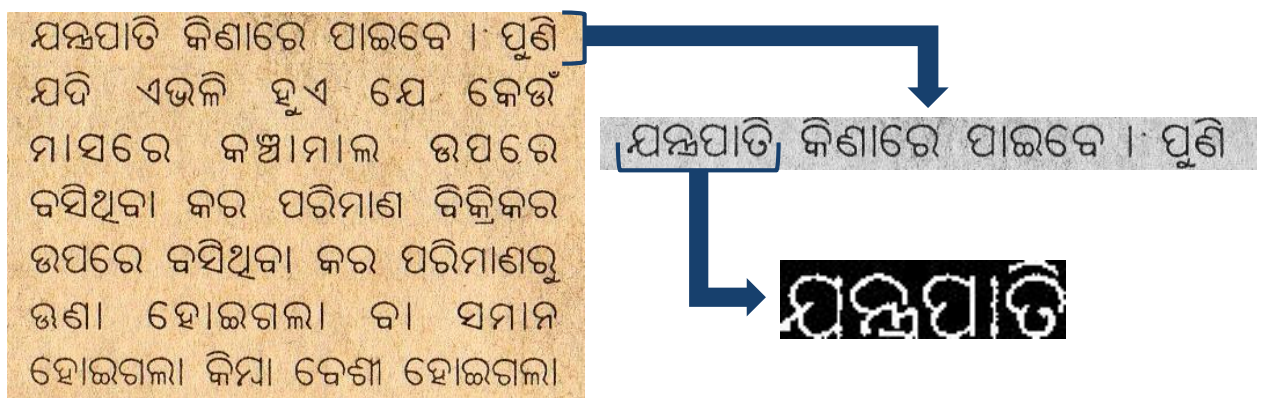 ଯନ୍ତ୍ରପାତି କିଣାରେ ପାଇବେ । ପୁଣି
ଯଦି ଏଭଳି ହୁଏ ଯେ କେଉଁ
ମାସରେ କଞ୍ଚାମାଲ ଉପରେ
ବସିଥିବା କର ପରିମାଣ ବିକ୍ରିକର
ଉପରେ ବସିଥିବା କର ପରିମାଣରୁ
ଊଣା ହୋଇଗଲା ବା ସମାନ
ହୋଇଗଲା କିମ୍ବା ବେଶୀ ହୋଇଗଲା
ଯନ୍ତ୍ରପାତି କିଣାରେ ପାଇବେ । ପୁଣି
ଯନ୍ତ୍ରପାତି